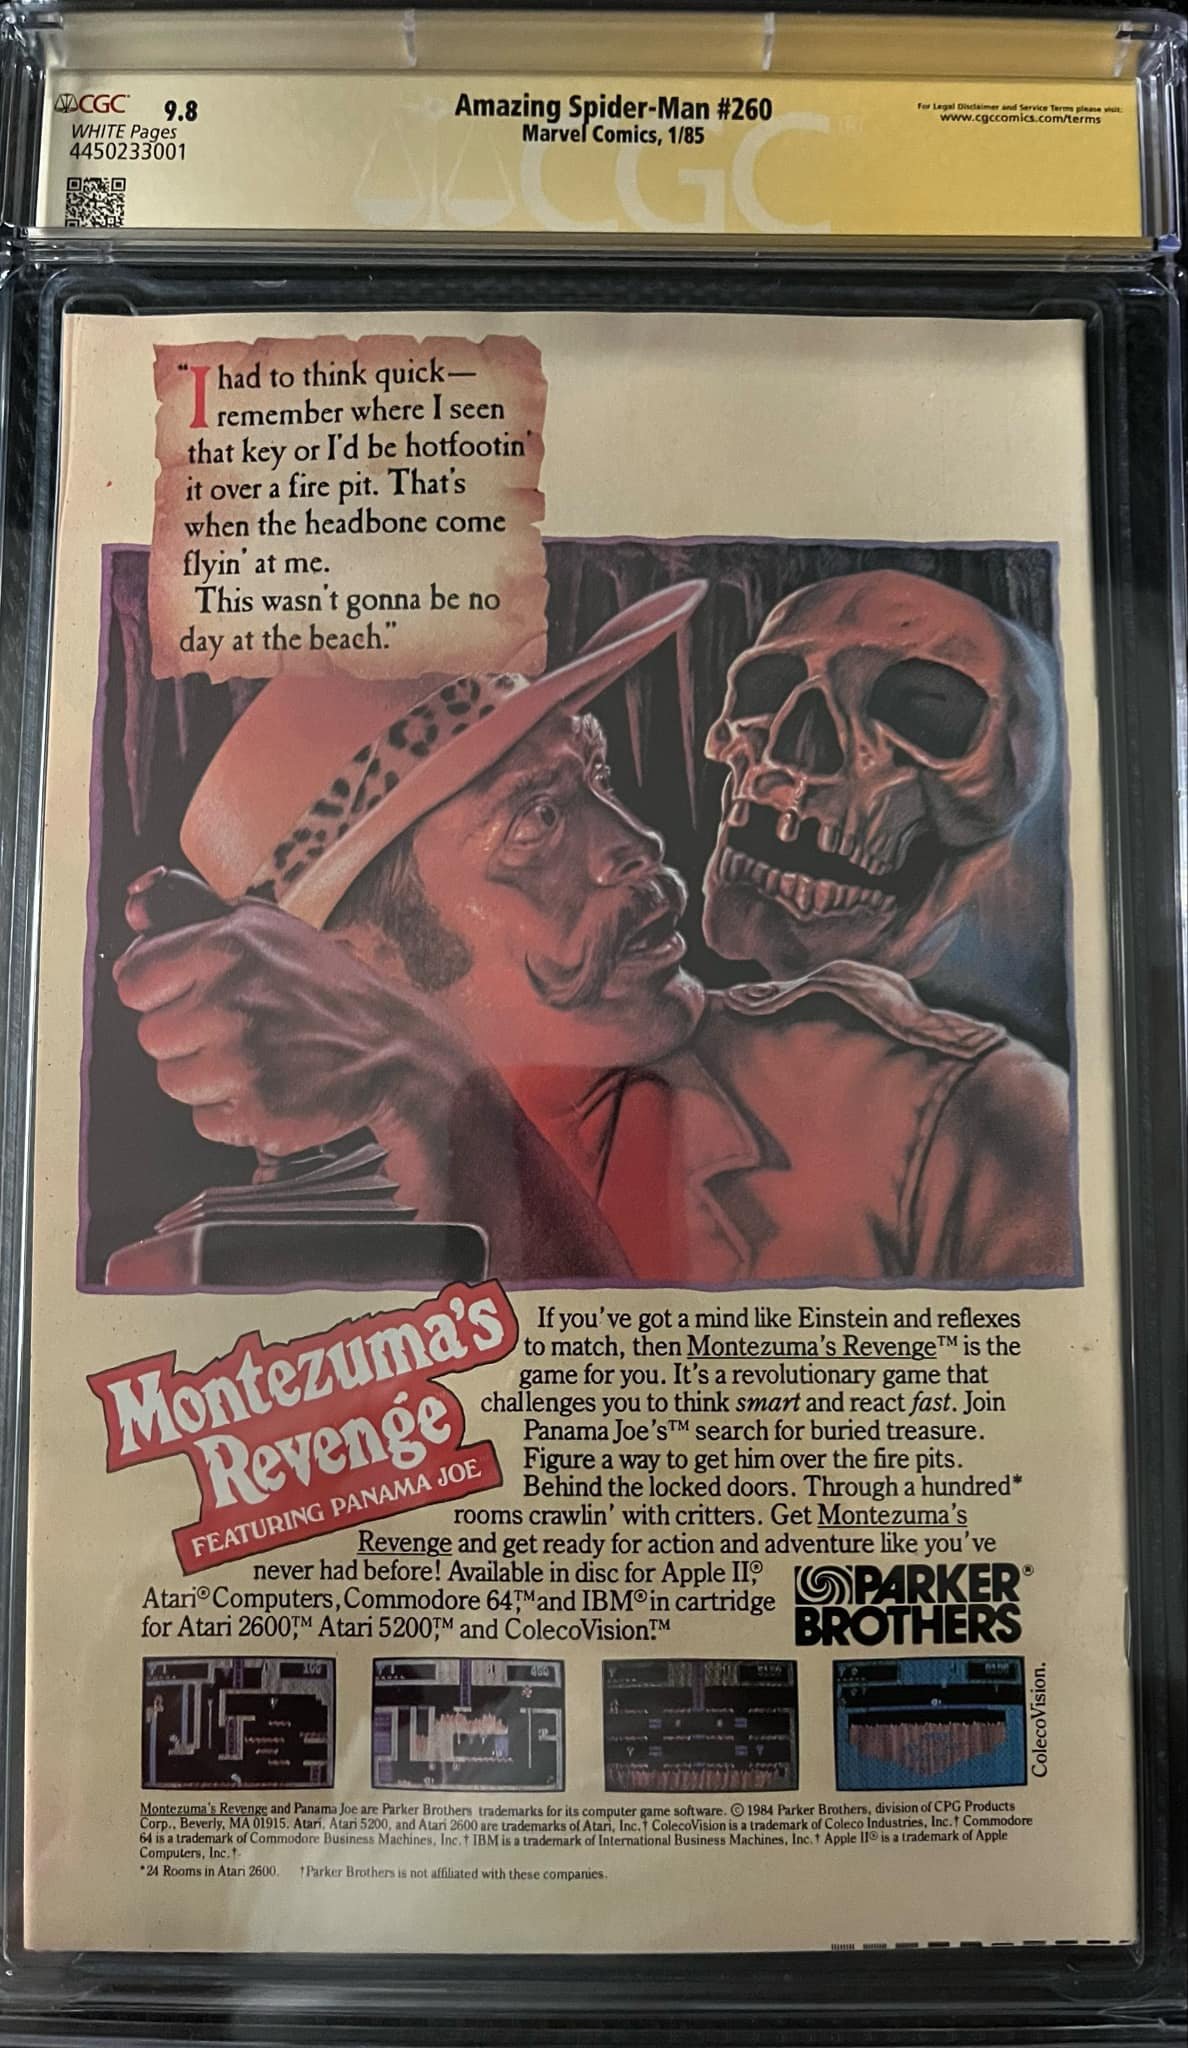 CGC
9.8
WHITE Pages
4450233001
Amazing Spider-Man #260
Marvel Comics, 1/85
For Legal Disclaimer and Service Terms please visit:
www.cgccomics.com/terms
CGC
"I had to think quick—
remember where I seen
that key or I'd be hotfootin'
it over a fire pit. That's
when the headbone come
flyin' at me.
This wasn't gonna be no
day at the beach."
Montezuma's
Revenge
FEATURING PANAMA JOE
If you've got a mind like Einstein and reflexes
to match, then Montezuma's Revenge™ is the
game for you. It's a revolutionary game that
challenges you to think smart and react fast. Join
Panama Joe's™ search for buried treasure.
Figure a way to get him over the fire pits.
Behind the locked doors. Through a hundred*
rooms crawlin' with critters. Get Montezuma's
Revenge and get ready for action and adventure like you've
never had before! Available in disc for Apple II,®
Atari® Computers, Commodore 64,™ and IBM® in cartridge
for Atari 2600,™ Atari 5200,™ and ColecoVision.™
PARKER®
BROTHERS
ColecoVision.
Montezuma's Revenge and Panama Joe are Parker Brothers trademarks for its computer game software. © 1984 Parker Brothers, division of CPG Products
Corp., Beverly, MA 01915. Atari, Atari 5200, and Atari 2600 are trademarks of Atari, Inc.† ColecoVision is a trademark of Coleco Industries, Inc.† Commodore
64 is a trademark of Commodore Business Machines, Inc.† IBM is a trademark of International Business Machines, Inc.† Apple II® is a trademark of Apple
Computers, Inc.†
*24 Rooms in Atari 2600. †Parker Brothers is not affiliated with these companies.